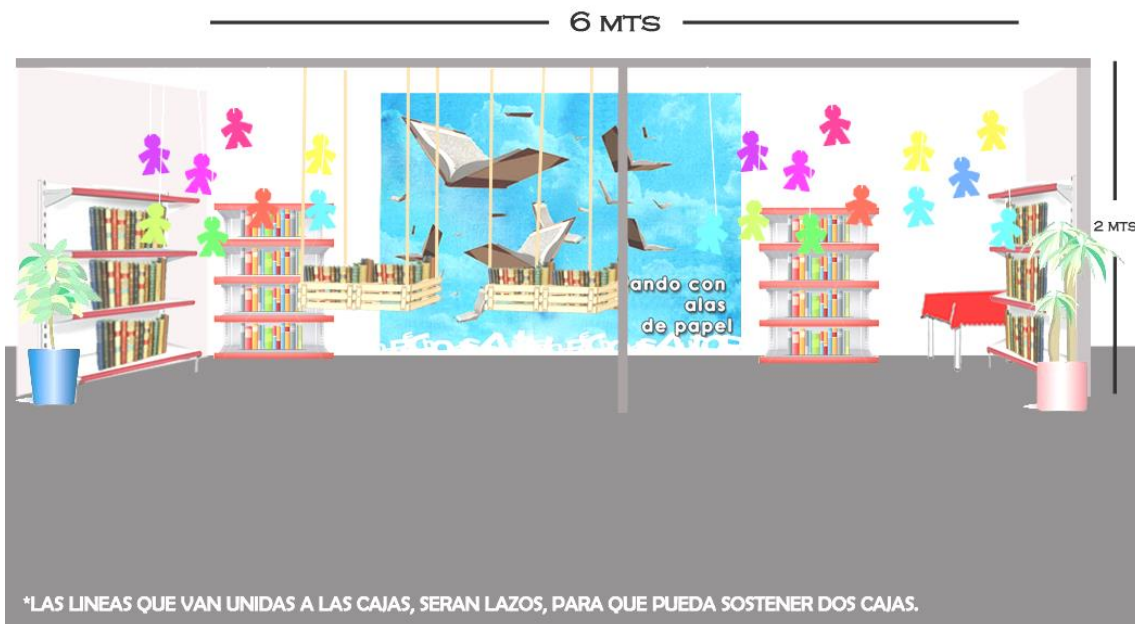 6 MTS
2 MTS
ando con
alas
de papel
*LAS LINEAS QUE VAN UNIDAS A LAS CAJAS, SERAN LAZOS, PARA QUE PUEDA SOSTENER DOS CAJAS.